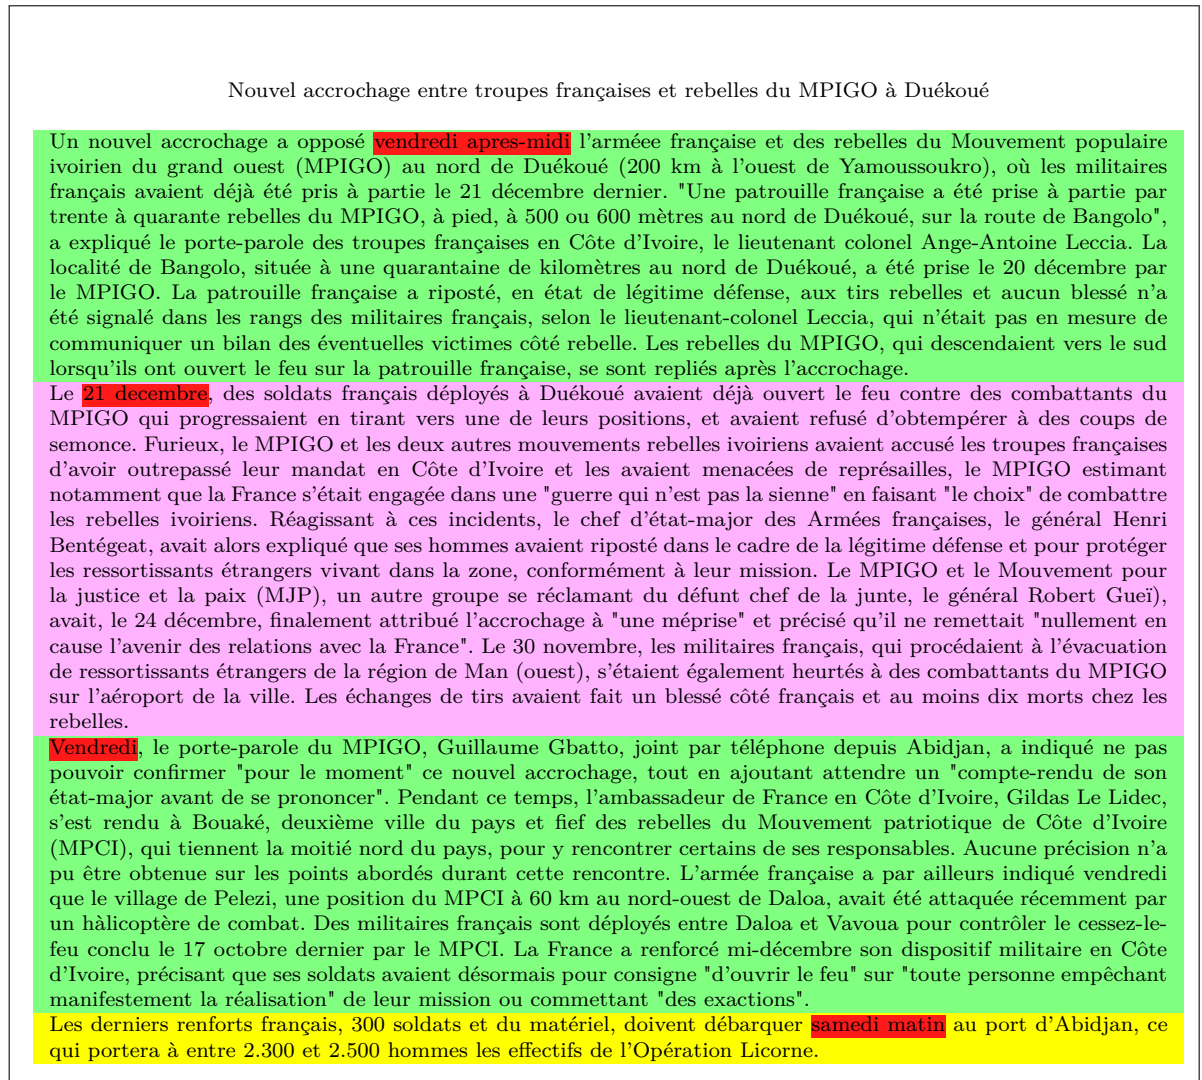 Nouvel accrochage entre troupes françaises et rebelles du MPIGO à Duékoué
Un nouvel accrochage a opposé vendredi apres-midi l'arméee française et des rebelles du Mouvement populaire
ivoirien du grand ouest (MPIGO) au nord de Duékoué (200 km à l'ouest de Yamoussoukro), où les militaires
français avaient déjà été pris à partie le 21 décembre dernier. "Une patrouille française a été prise à partie par
trente à quarante rebelles du MPIGO, à pied, à 500 ou 600 mètres au nord de Duékoué, sur la route de Bangolo",
a expliqué le porte-parole des troupes françaises en Côte d'Ivoire, le lieutenant colonel Ange-Antoine Leccia. La
localité de Bangolo, située à une quarantaine de kilomètres au nord de Duékoué, a été prise le 20 décembre par
le MPIGO. La patrouille française a riposté, en état de légitime défense, aux tirs rebelles et aucun blessé n'a
été signalé dans les rangs des militaires français, selon le lieutenant-colonel Leccia, qui n'était pas en mesure de
communiquer un bilan des éventuelles victimes côté rebelle. Les rebelles du MPIGO, qui descendaient vers le sud
lorsqu'ils ont ouvert le feu sur la patrouille française, se sont repliés après l'accrochage.
Le 21 decembre, des soldats français déployés à Duékoué avaient déjà ouvert le feu contre des combattants du
MPIGO qui progressaient en tirant vers une de leurs positions, et avaient refusé d'obtempérer à des coups de
semonce. Furieux, le MPIGO et les deux autres mouvements rebelles ivoiriens avaient accusé les troupes françaises
d'avoir outrepassé leur mandat en Côte d'Ivoire et les avaient menacées de représailles, le MPIGO estimant
notamment que la France s'était engagée dans une "guerre qui n'est pas la sienne" en faisant "le choix" de combattre
les rebelles ivoiriens. Réagissant à ces incidents, le chef d'état-major des Armées françaises, le général Henri
Bentégeat, avait alors expliqué que ses hommes avaient riposté dans le cadre de la légitime défense et pour protéger
les ressortissants étrangers vivant dans la zone, conformément à leur mission. Le MPIGO et le Mouvement pour
la justice et la paix (MJP), un autre groupe se réclamant du défunt chef de la junte, le général Robert Gueï),
avait, le 24 décembre, finalement attribué l'accrochage à "une méprise" et précisé qu'il ne remettait "nullement en
cause l'avenir des relations avec la France". Le 30 novembre, les militaires français, qui procédaient à l'évacuation
de ressortissants étrangers de la région de Man (ouest), s'étaient également heurtés à des combattants du MPIGO
sur l'aéroport de la ville. Les échanges de tirs avaient fait un blessé côté français et au moins dix morts chez les
rebelles.
Vendredi, le porte-parole du MPIGO, Guillaume Gbatto, joint par téléphone depuis Abidjan, a indiqué ne pas
pouvoir confirmer "pour le moment" ce nouvel accrochage, tout en ajoutant attendre un "compte-rendu de son
état-major avant de se prononcer". Pendant ce temps, l'ambassadeur de France en Côte d'Ivoire, Gildas Le Lidec,
s'est rendu à Bouaké, deuxième ville du pays et fief des rebelles du Mouvement patriotique de Côte d'Ivoire
(MPCI), qui tiennent la moitié nord du pays, pour y rencontrer certains de ses responsables. Aucune précision n'a
pu être obtenue sur les points abordés durant cette rencontre. L'armée française a par ailleurs indiqué vendredi
que le village de Pelezi, une position du MPCI à 60 km au nord-ouest de Daloa, avait été attaquée récemment par
un hàlicoptère de combat. Des militaires français sont déployés entre Daloa et Vavoua pour contrôler le cessez-le-
feu conclu le 17 octobre dernier par le MPCI. La France a renforcé mi-décembre son dispositif militaire en Côte
d'Ivoire, précisant que ses soldats avaient désormais pour consigne "d'ouvrir le feu" sur "toute personne empêchant
manifestement la réalisation" de leur mission ou commettant "des exactions".
Les derniers renforts français, 300 soldats et du matériel, doivent débarquer samedi matin au port d'Abidjan, ce
qui portera à entre 2.300 et 2.500 hommes les effectifs de l'Opération Licorne.